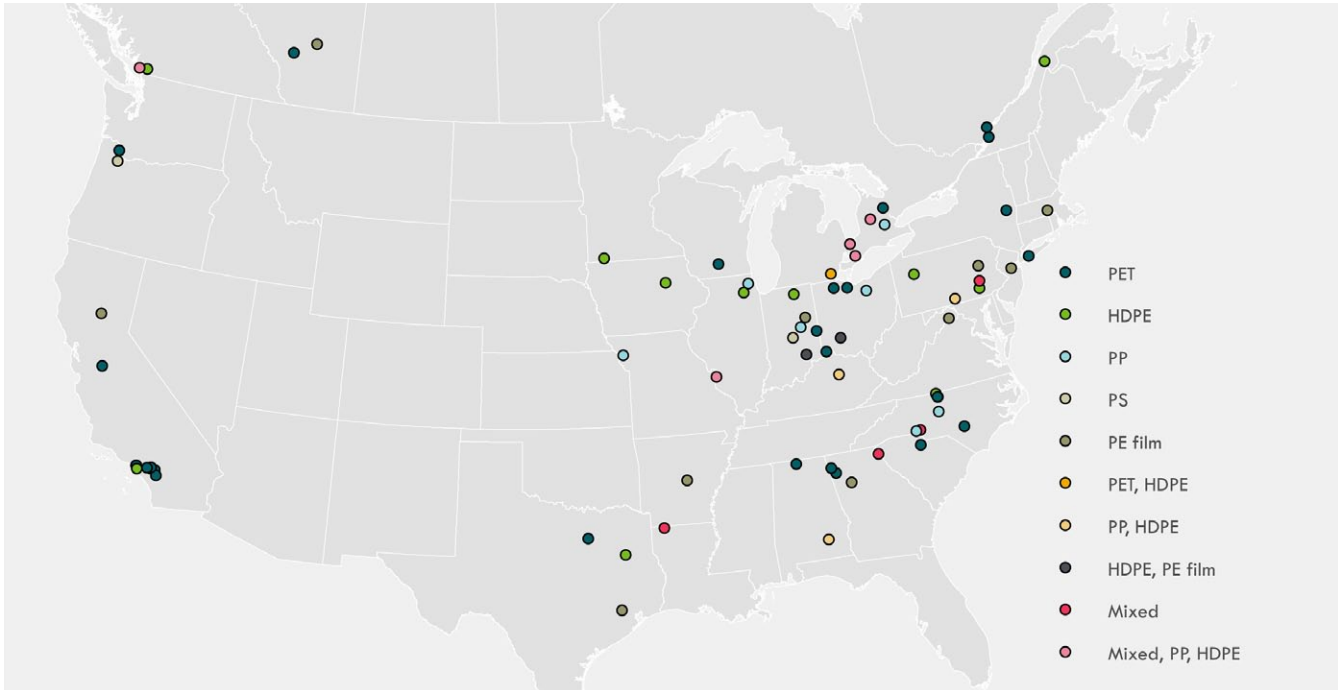 PET
HDPE
PP
PS
PE film
PET, HDPE
PP, HDPE
HDPE, PE film
Mixed
Mixed, PP, HDPE